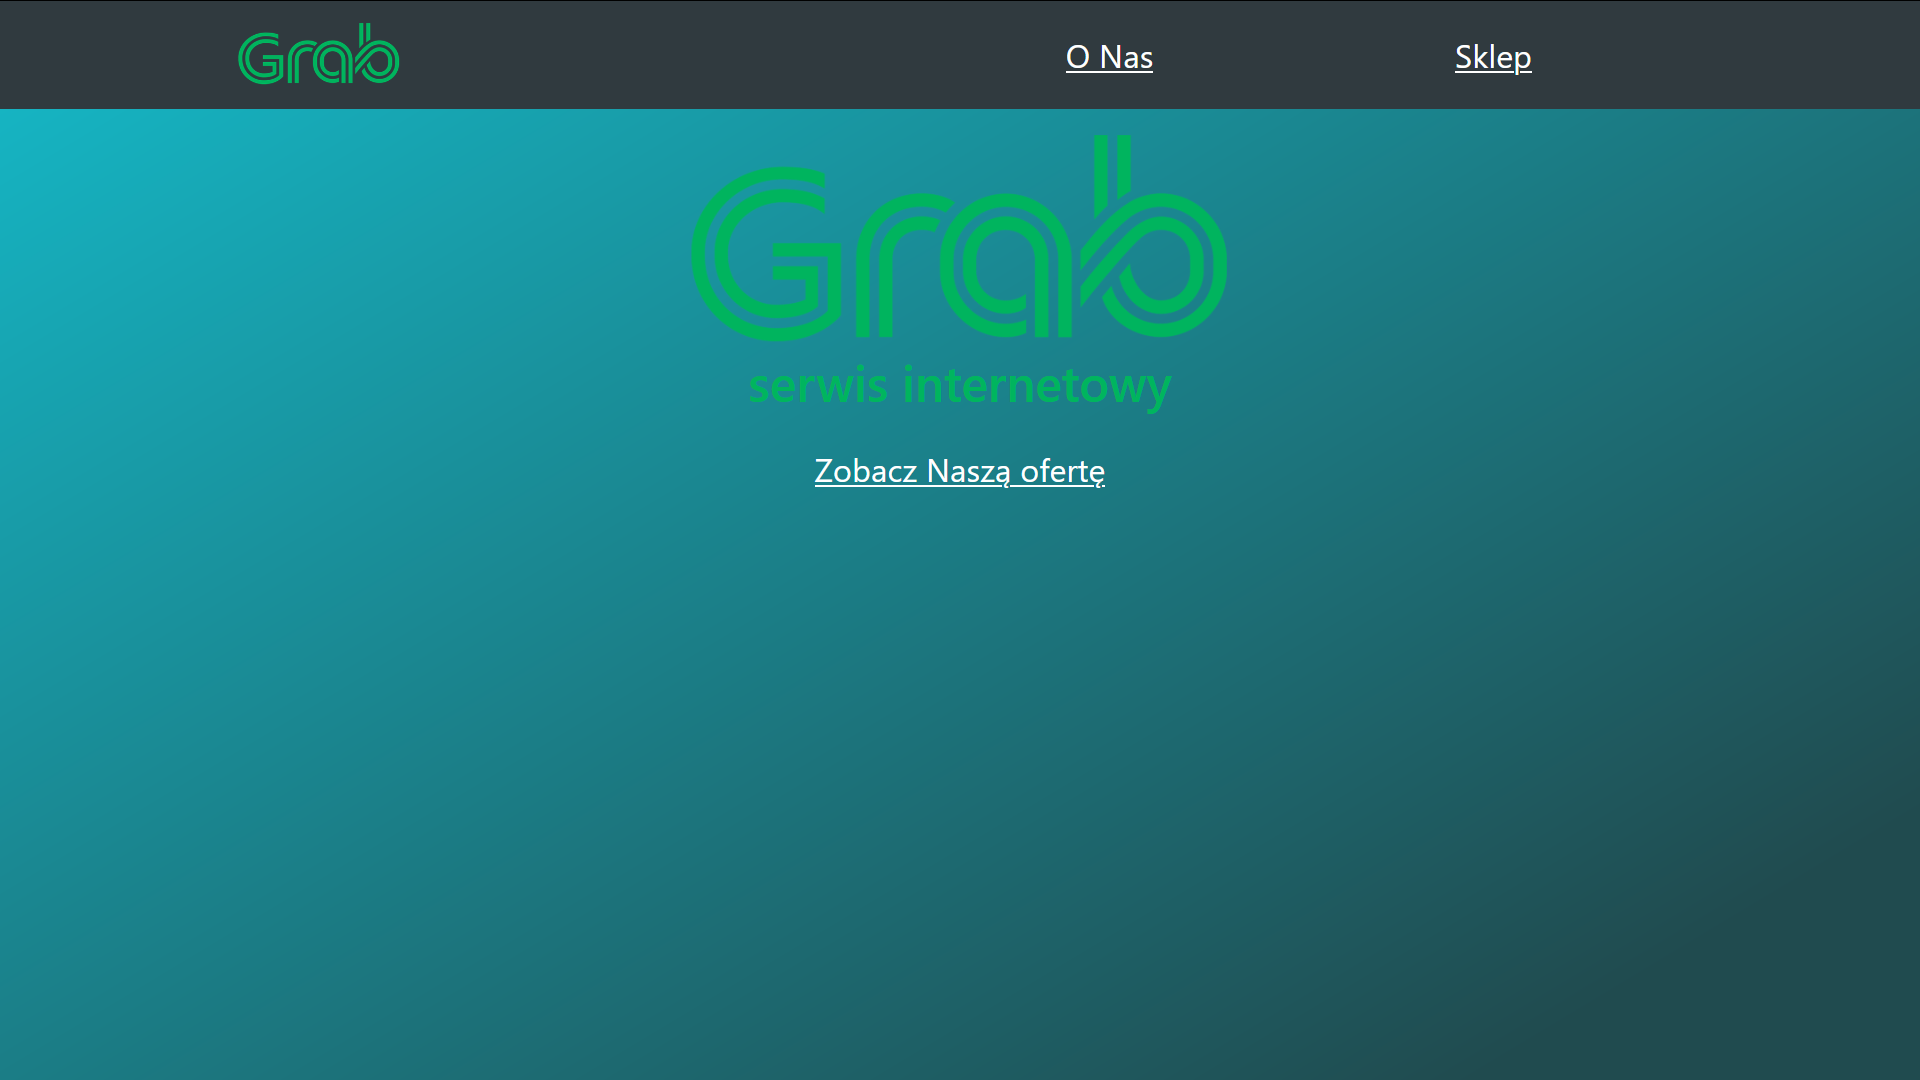 Grab
O Nas
Sklep
Grab
serwis internetowy
Zobacz Naszą ofertę